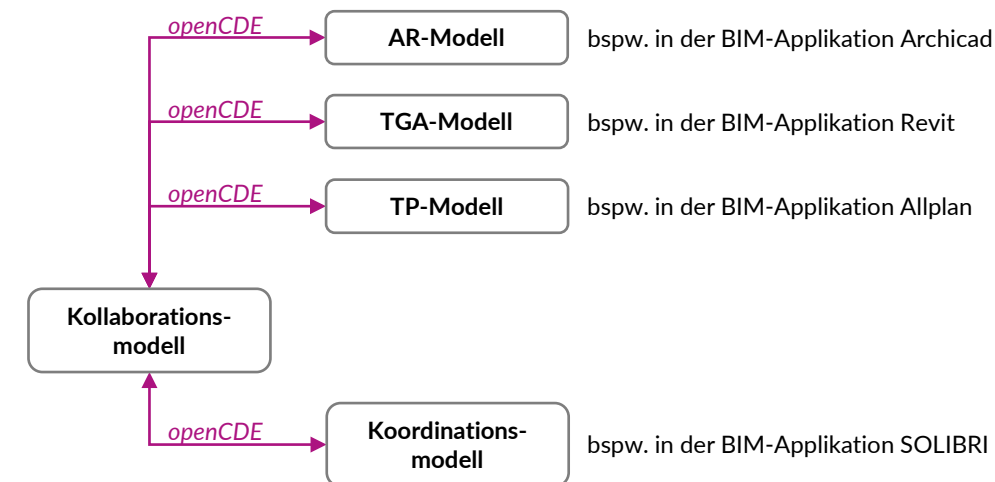 openCDE
AR-Modell
bspw. in der BIM-Applikation Archicad
openCDE
TGA-Modell
bspw. in der BIM-Applikation Revit
openCDE
TP-Modell
bspw. in der BIM-Applikation Allplan
Kollaborations-
modell
openCDE
Koordinations-
modell
bspw. in der BIM-Applikation SOLIBRI